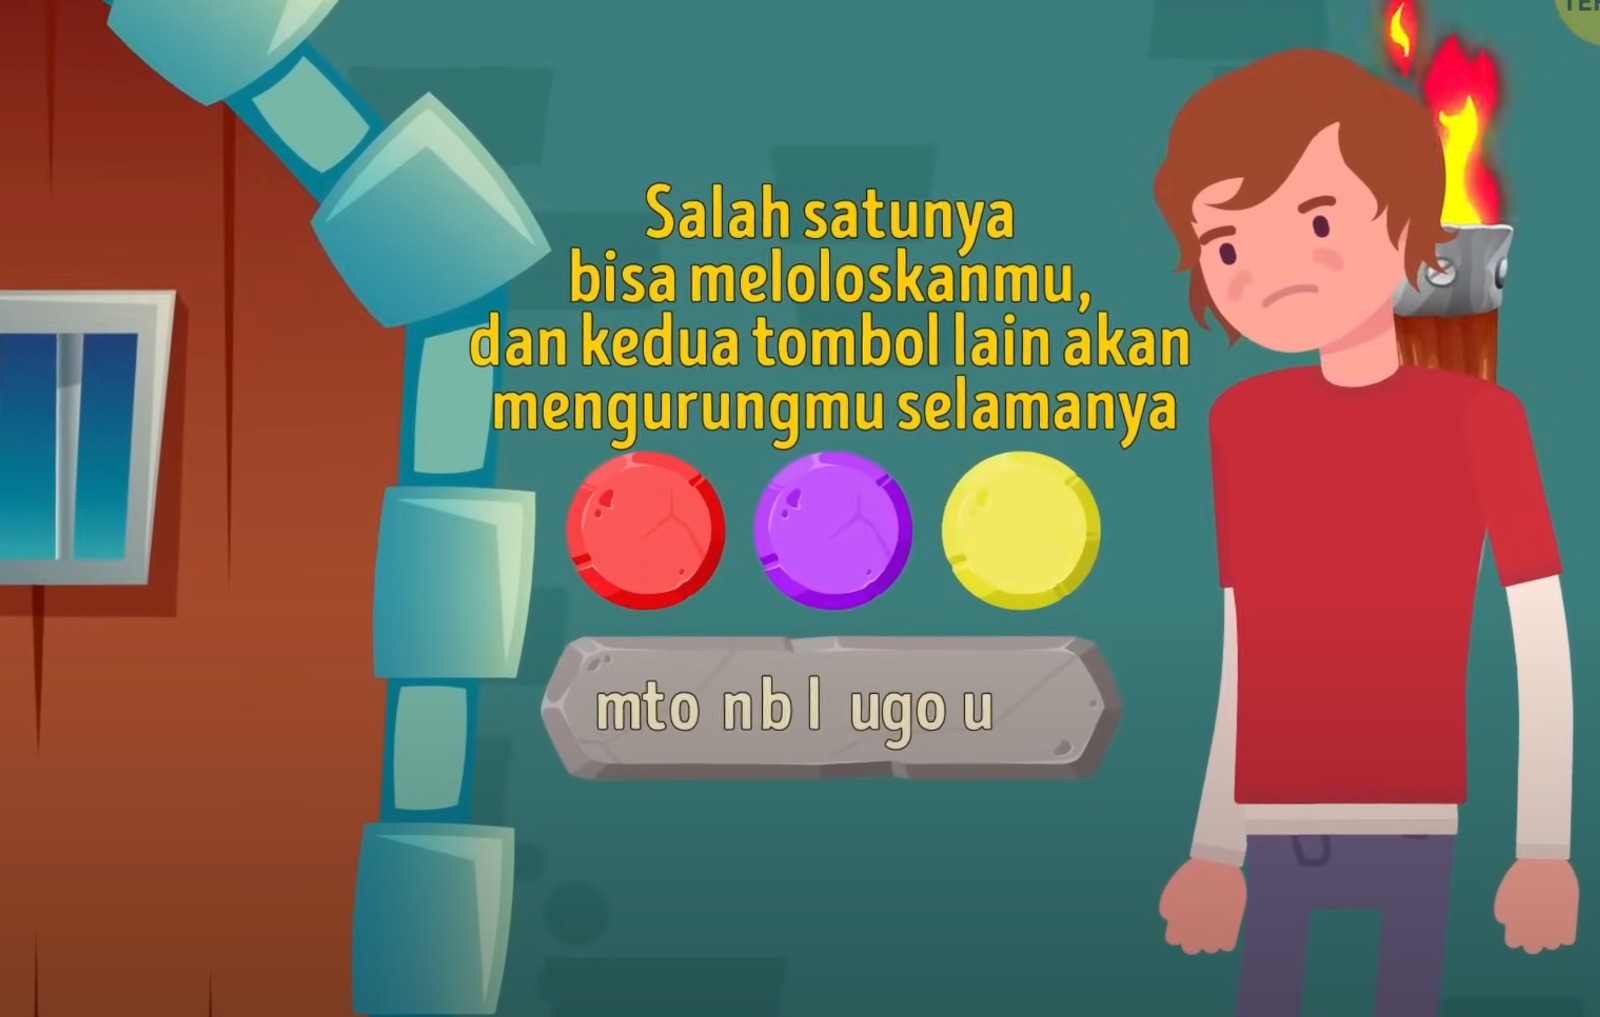 Salah satunya
bisa meloloskanmu,
dan kedua tombol lain akan
mengurungmu selamanya
mto nb l ugo u